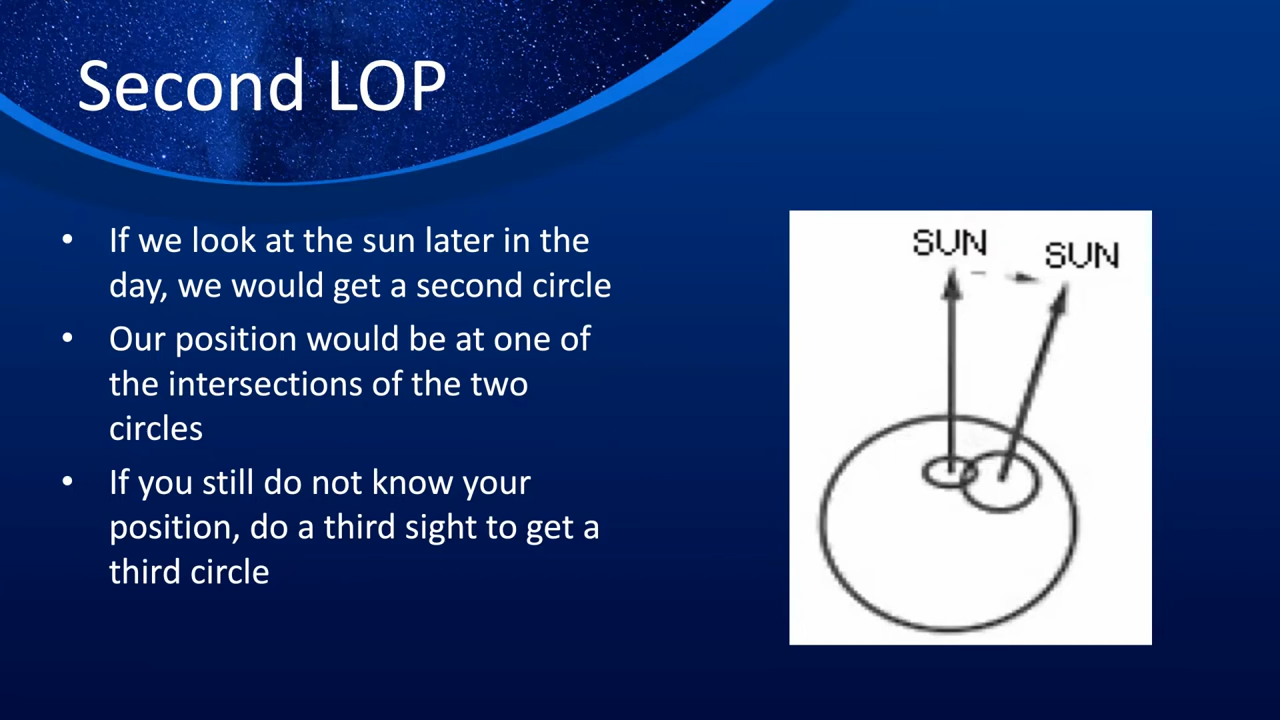 Second LOP
• If we look at the sun later in the
day, we would get a second circle
• Our position would be at one of
the intersections of the two
circles
• If you still do not know your
position, do a third sight to get a
third circle
SUN
SUN